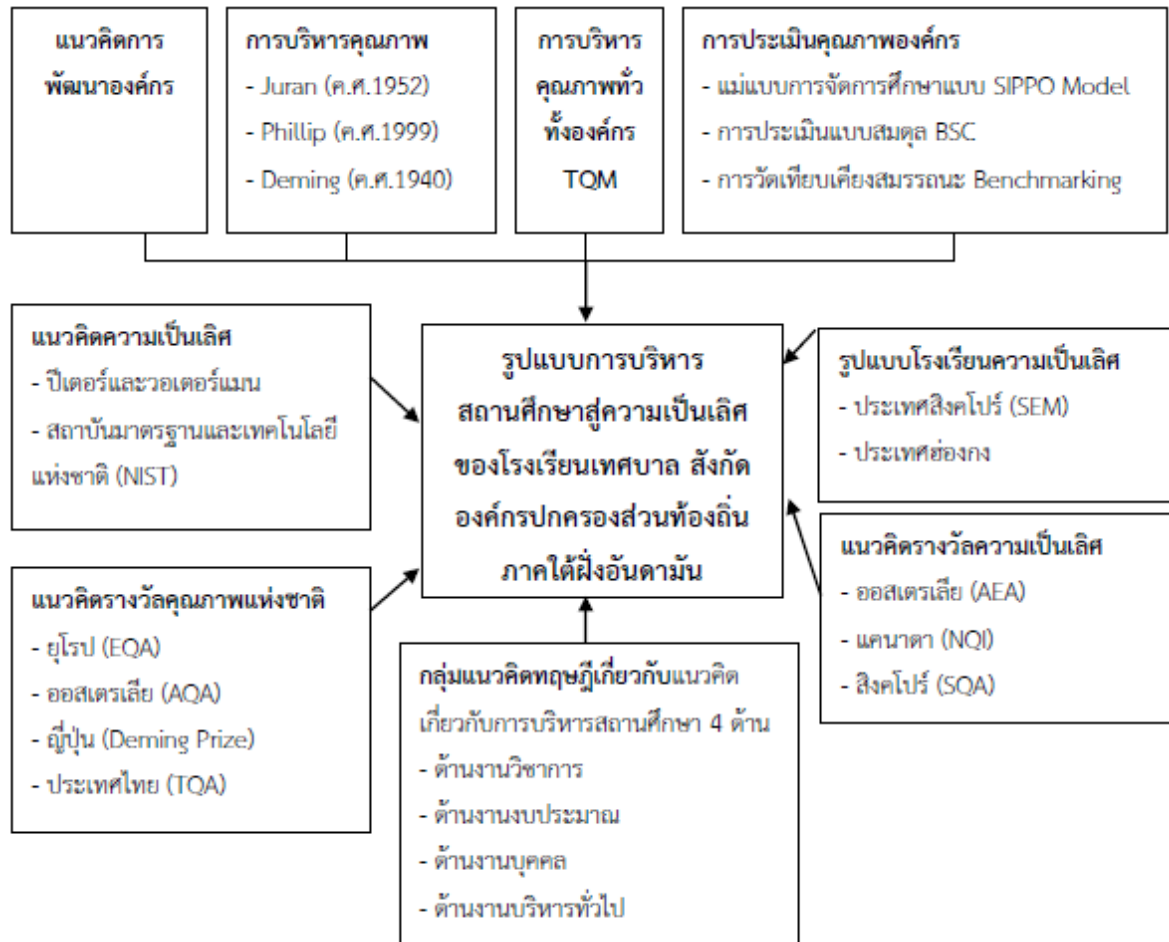 แนวคิดการ
พัฒนาองค์กร
การบริหารคุณภาพ
- Juran (ค.ศ.1952)
- Phillip (ค.ศ.1999)
- Deming (ค.ศ.1940)
การบริหาร
คุณภาพทั่ว
ทั้งองค์กร
TQM
การประเมินคุณภาพองค์กร
- แม่แบบการจัดการศึกษาแบบ SIPPO Model
- การประเมินแบบสมดุล BSC
- การวัดเทียบเคียงสมรรถนะ Benchmarking
แนวคิดความเป็นเลิศ
- ปีเตอร์และวอเตอร์แมน
- สถาบันมาตรฐานและเทคโนโลยี
แห่งชาติ (NIST)
รูปแบบการบริหาร
สถานศึกษาสู่ความเป็นเลิศ
ของโรงเรียนเทศบาล สังกัด
องค์กรปกครองส่วนท้องถิ่น
ภาคใต้ฝั่งอันดามัน
รูปแบบโรงเรียนความเป็นเลิศ
- ประเทศสิงคโปร์ (SEM)
- ประเทศฮ่องกง
แนวคิดรางวัลคุณภาพแห่งชาติ
- ยุโรป (EQA)
- ออสเตรเลีย (AQA)
- ญี่ปุ่น (Deming Prize)
- ประเทศไทย (TQA)
แนวคิดรางวัลความเป็นเลิศ
- ออสเตรเลีย (AEA)
- แคนาดา (NQI)
- สิงคโปร์ (SQA)
กลุ่มแนวคิดทฤษฎีเกี่ยวกับแนวคิด
เกี่ยวกับการบริหารสถานศึกษา 4 ด้าน
- ด้านงานวิชาการ
- ด้านงานงบประมาณ
- ด้านงานบุคคล
- ด้านงานบริหารทั่วไป